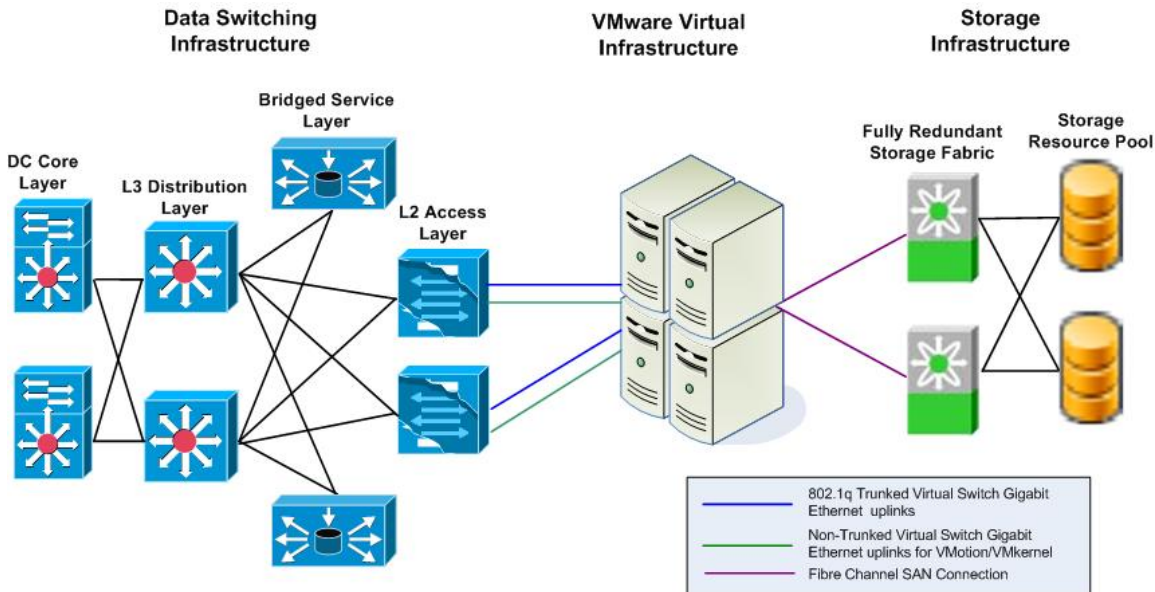 Data Switching
Infrastructure
VMware Virtual
Infrastructure
Storage
Infrastructure
Bridged Service
Layer
DC Core
Layer
L3 Distribution
Layer
L2 Access
Layer
Fully Redundant
Storage Fabric
Storage
Resource Pool
802.1q Trunked Virtual Switch Gigabit
Ethernet uplinks
Non-Trunked Virtual Switch Gigabit
Ethernet uplinks for VMotion/VMkernel
Fibre Channel SAN Connection